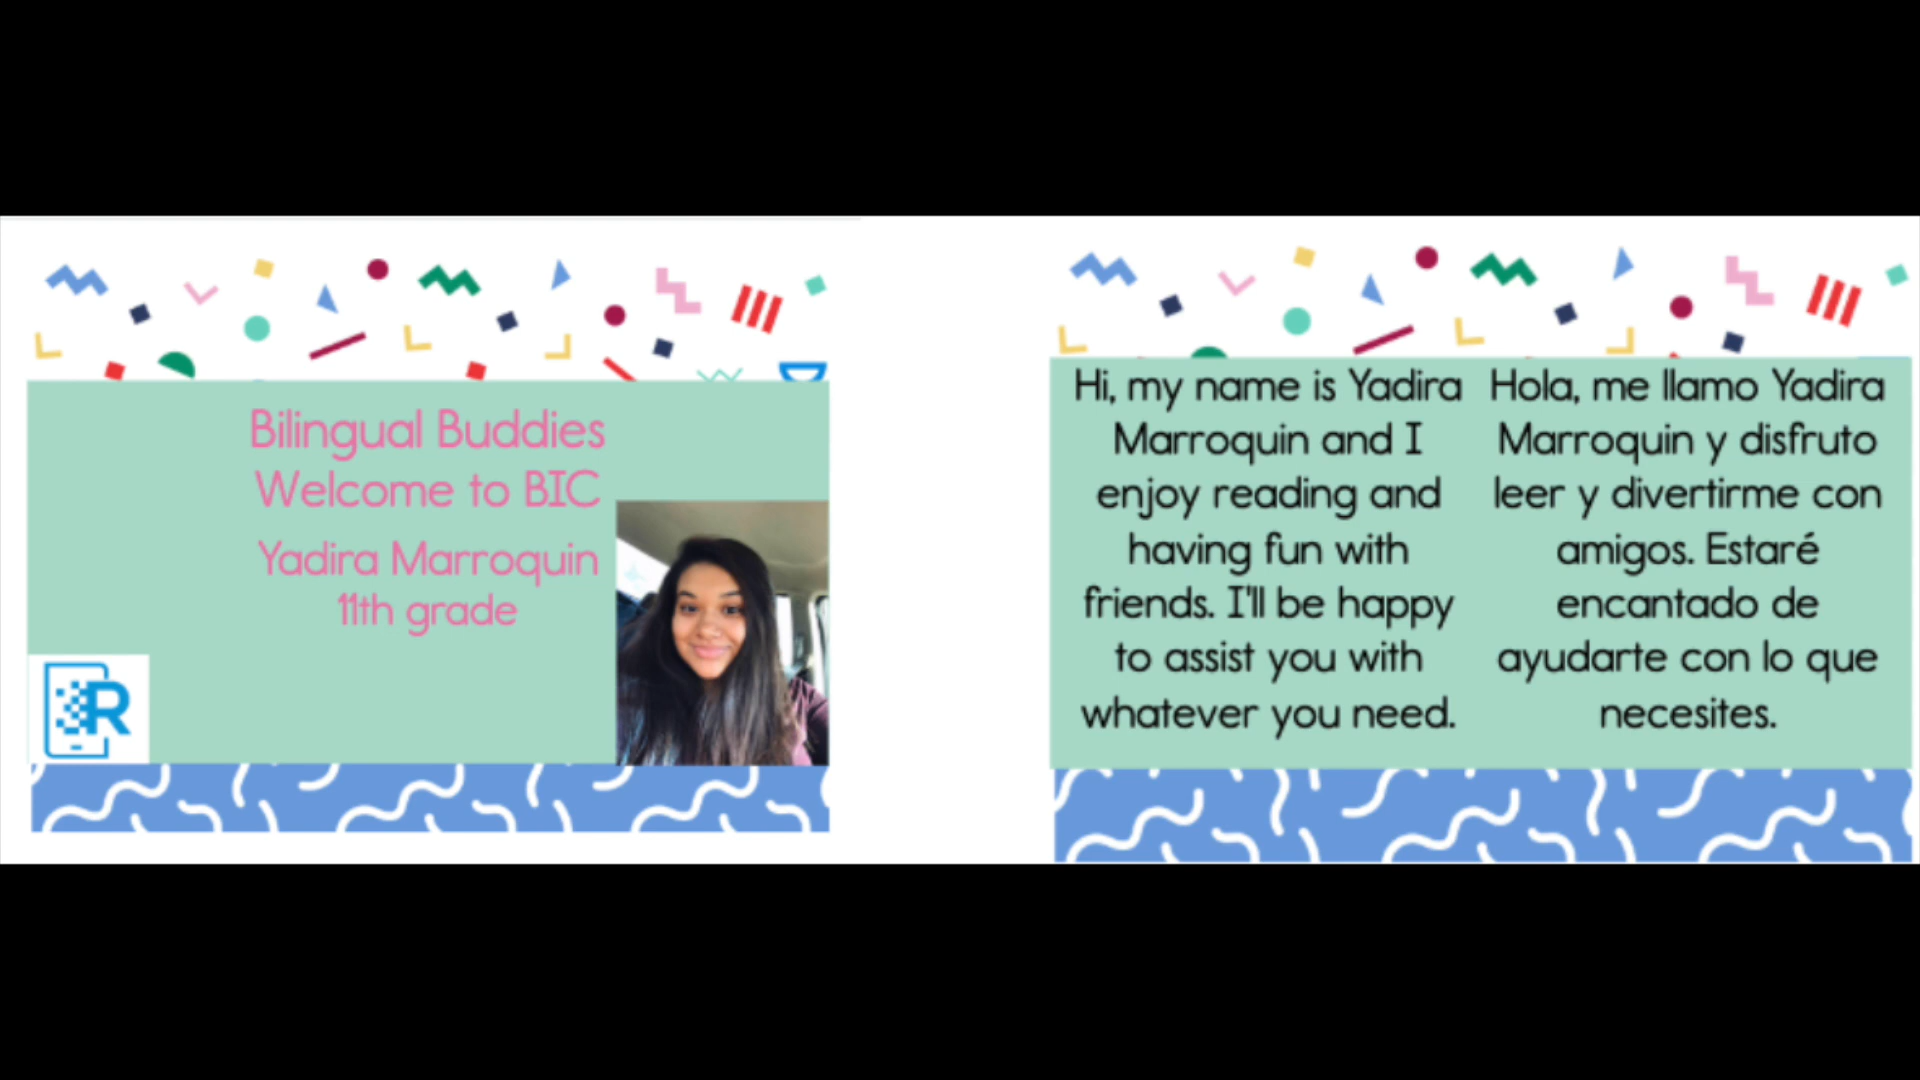 Bilingual Buddies
Welcome to BIC
Yadira Marroquin
11th grade
R
Hi, my name is Yadira
Marroquin and I
enjoy reading and
having fun with
friends. I'll be happy
to assist you with
whatever you need.
Hola, me llamo Yadira
Marroquin y disfruto
leer y divertirme con
amigos. Estaré
encantado de
ayudarte con lo que
necesites.